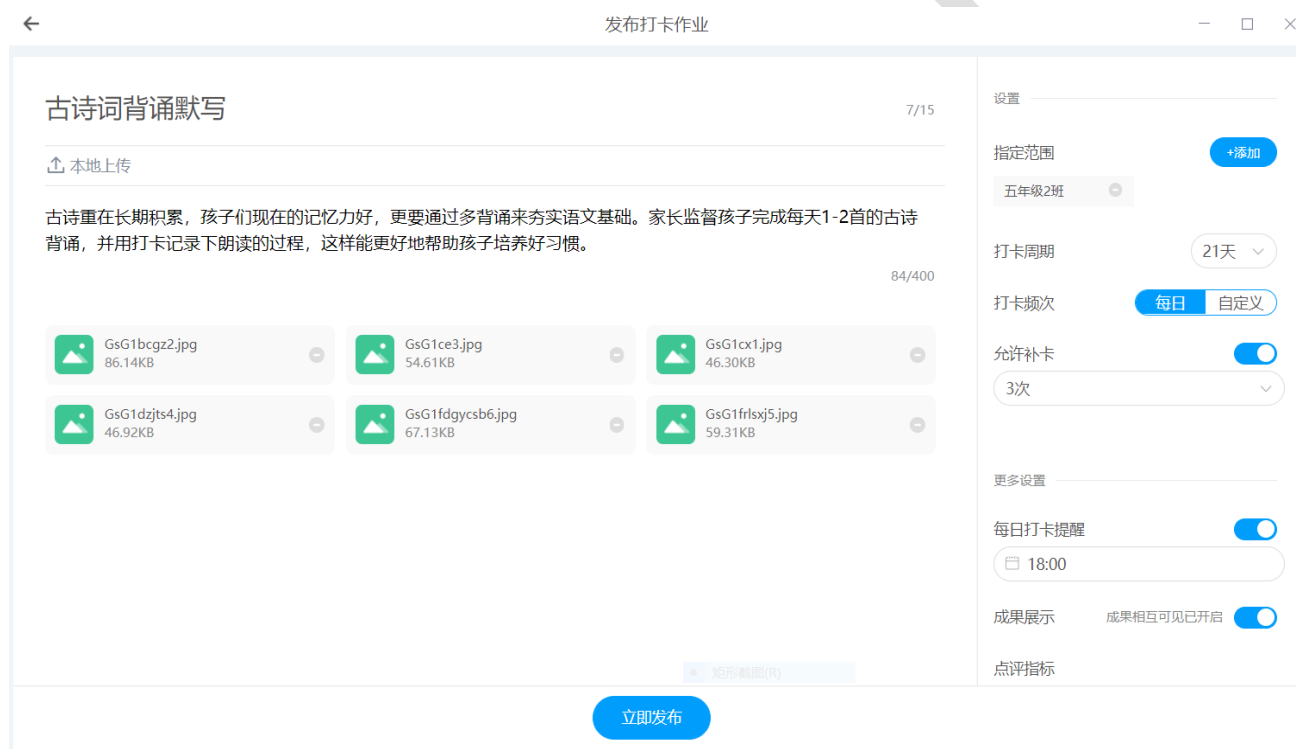 发布打卡作业
古诗词背诵默写
7/15
本地上传
古诗重在长期积累，孩子们现在的记忆力好，更要通过多背诵来夯实语文基础。家长监督孩子完成每天1-2首的古诗
背诵，并用打卡记录下朗读的过程，这样能更好地帮助孩子培养好习惯。
84/400
GsG1bcgz2.jpg
86.14KB
GsG1ce3.jpg
54.61KB
GsG1cx1.jpg
46.30KB
GsG1dzjts4.jpg
46.92KB
GsG1fdgycsb6.jpg
67.13KB
GsG1frlsxj5.jpg
59.31KB
矩形截图(R)
立即发布
设置
指定范围
+添加
五年级2班
打卡周期
21天
打卡频次
每日
自定义
允许补卡
3次
更多设置
每日打卡提醒
18:00
成果展示
成果相互可见已开启
点评指标